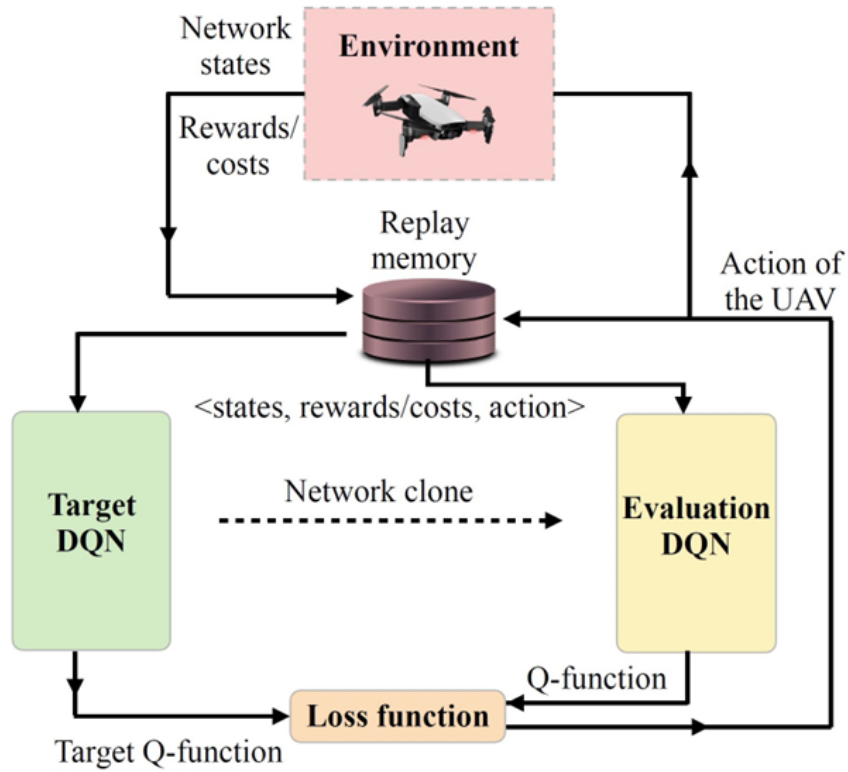 Network
states
Environment
Rewards/
costs
Replay
memory
Action of
the UAV
<states, rewards/costs, action>
Target
DQN
Network clone
Evaluation
DQN
Q-function
Loss function
Target Q-function